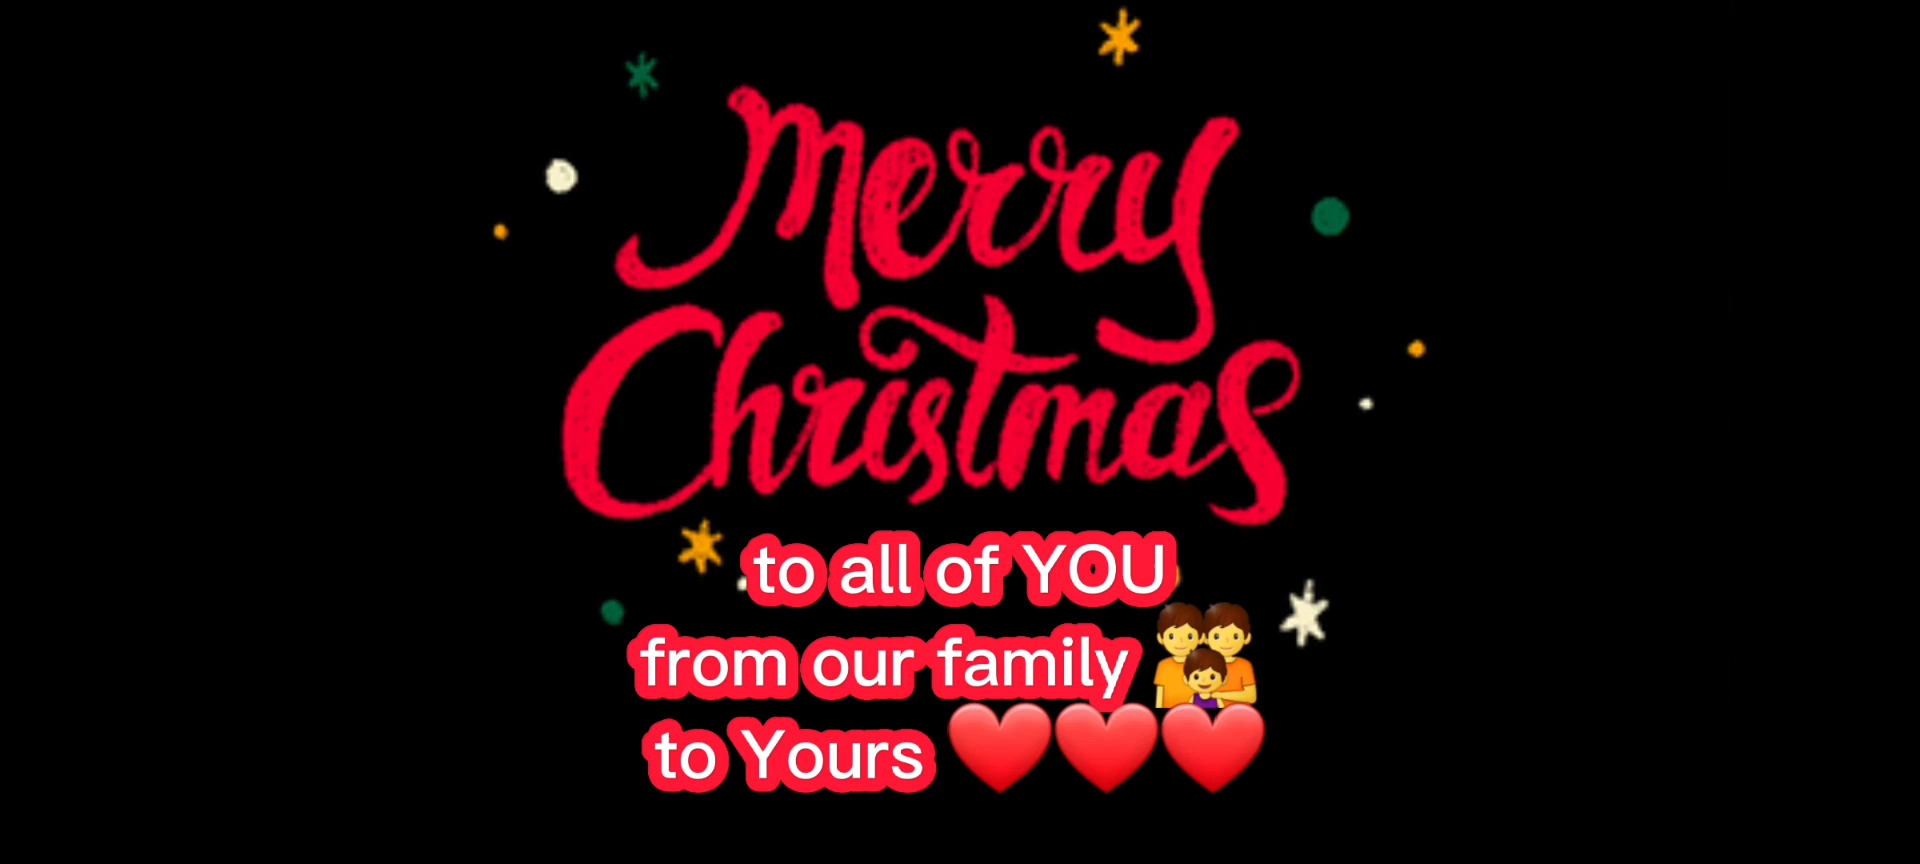 Merry
Christmas
to all of YOU
from our family 👨‍👨‍👦
to Yours ❤️❤️❤️